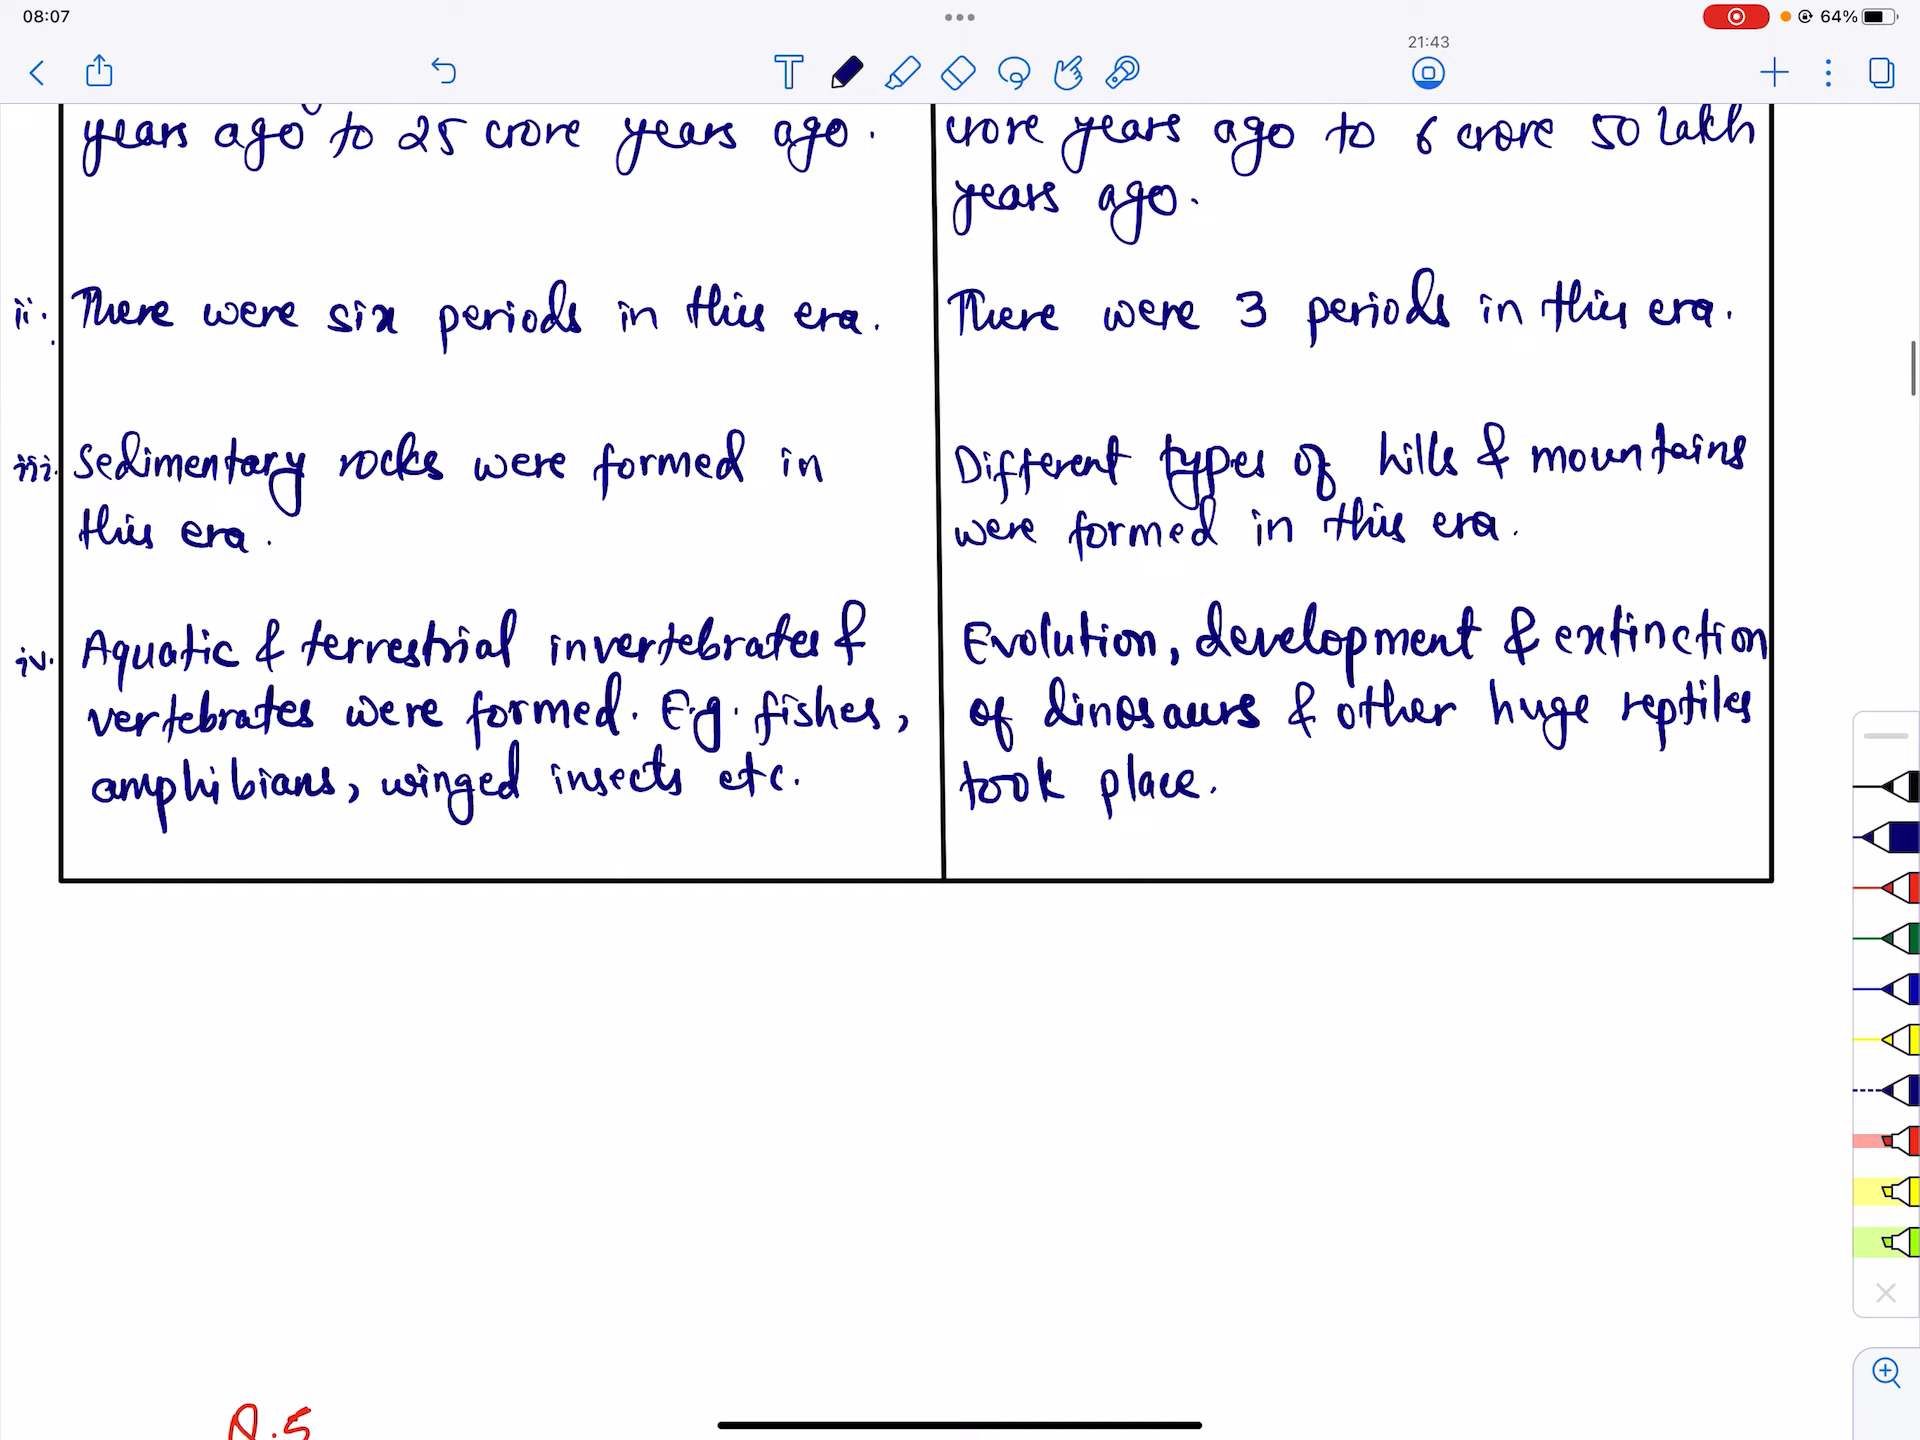 08:07
64%
21:43
years ago to 25 crore years ago.
crore years ago to 6 crore 50 lakh
years ago.
ii. There were six periods in this era.
There were 3 periods in this era.
iii. Sedimentary rocks were formed in
this era.
Different types of hills & mountains
were formed in this era.
iv. Aquatic & terrestrial invertebrates &
vertebrates were formed. E.g. fishes,
amphibians, winged insects etc.
Evolution, development & extinction
of dinosaurs & other huge reptiles
took place.
Q.5